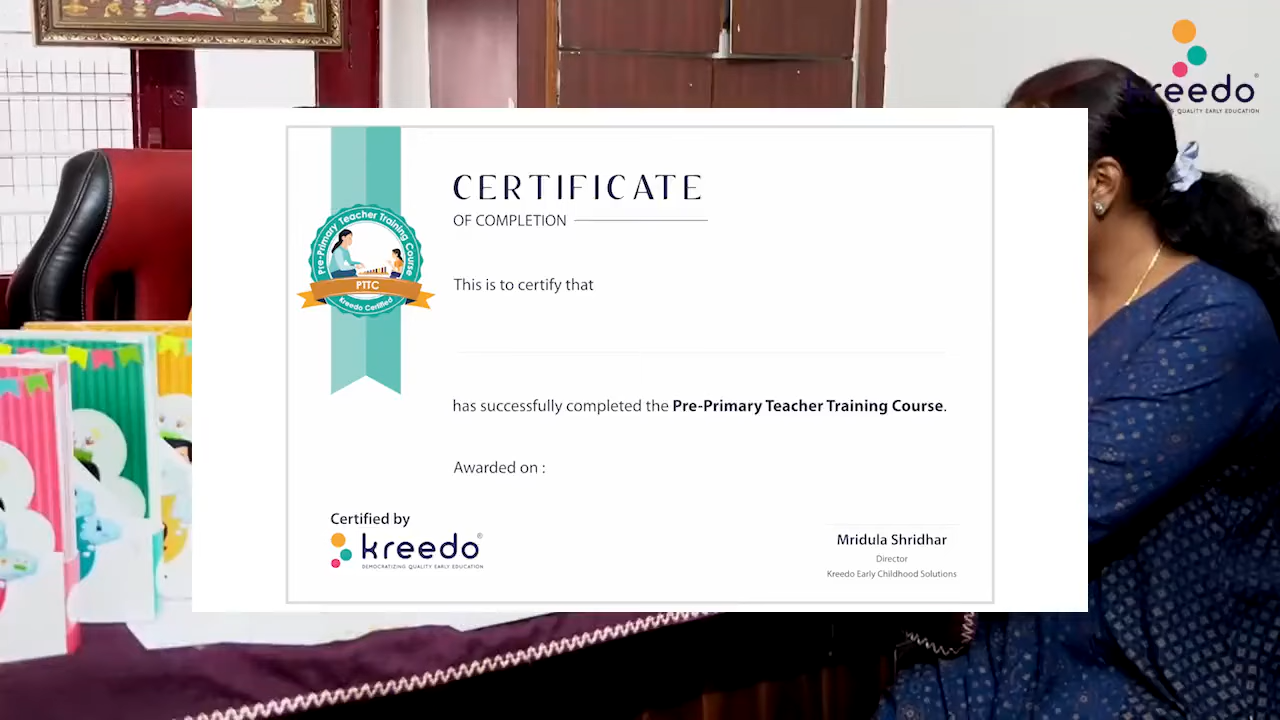 kreedo
QUALITY EARLY EDUCATION
CERTIFICATE
OF COMPLETION
Pre-Primary Teacher Training Course
PTTC
Kreedo Certified
This is to certify that
has successfully completed the Pre-Primary Teacher Training Course.
Awarded on :
Certified by
kreedo
DEMOCRATIZING QUALITY EARLY EDUCATION
Mridula Shridhar
Director
Kreedo Early Childhood Solutions